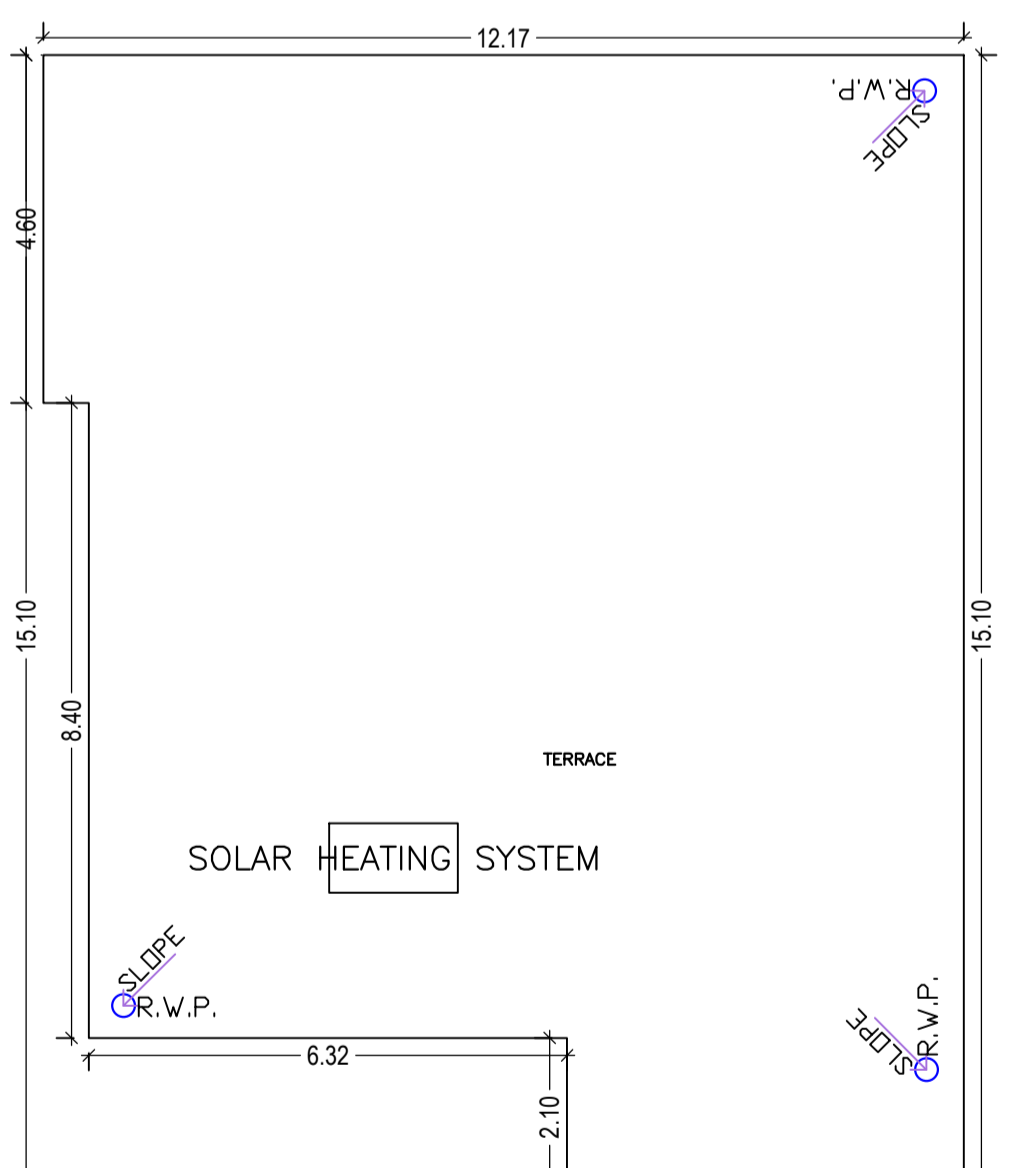 12.17
R.W.P.
SLOPE
4.60
15.10
15.10
8.40
TERRACE
SOLAR HEATING SYSTEM
SLOPE
R.W.P.
R.W.P.
SLOPE
6.32
2.10